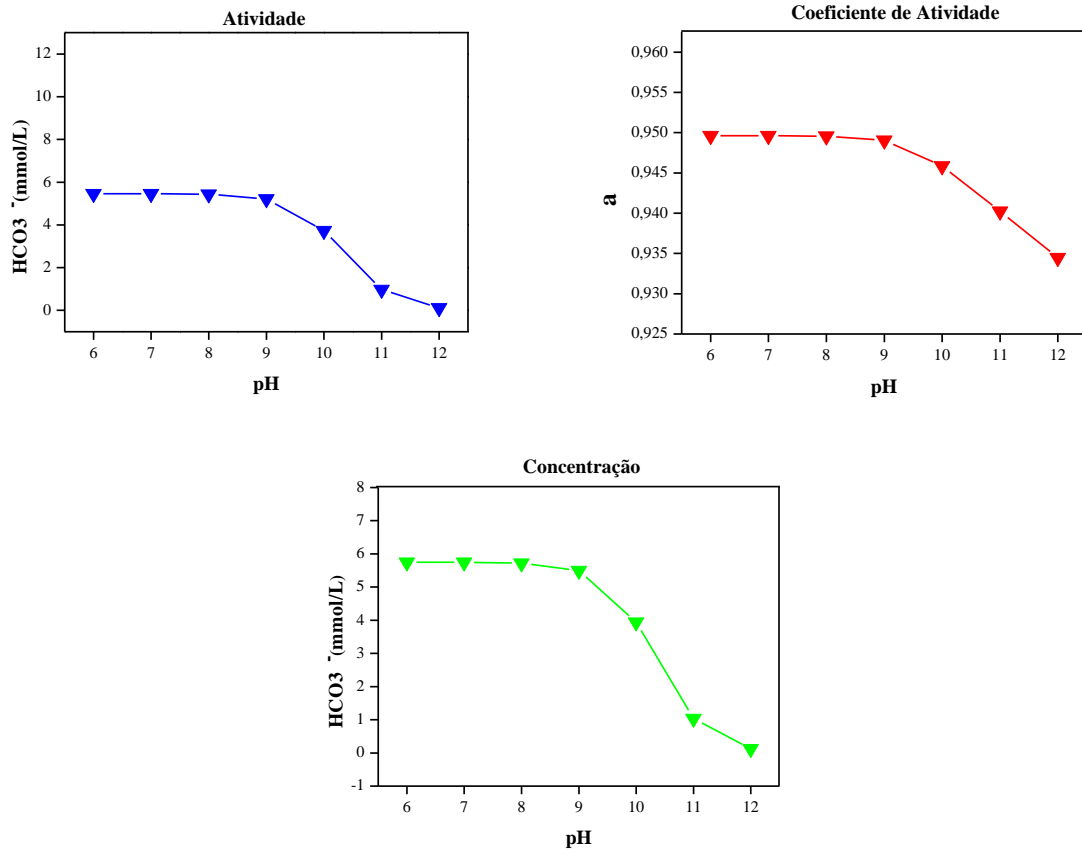 Atividade
12
10
8
6
4
2
0
HCO3 - (mmol/L)
6 7 8 9 10 11 12
pH
Coeficiente de Atividade
0,960
0,955
0,950
0,945
0,940
0,935
0,930
0,925
a
6 7 8 9 10 11 12
pH
Concentração
8
7
6
5
4
3
2
1
0
-1
HCO3 - (mmol/L)
6 7 8 9 10 11 12
pH